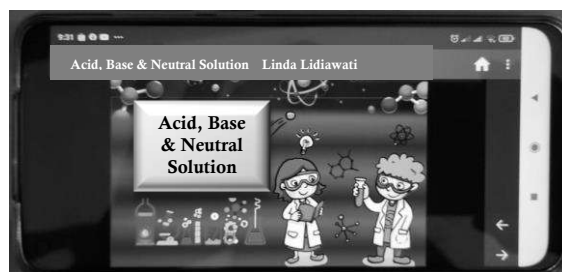 9:31
Acid, Base & Neutral Solution Linda Lidiawati
Acid, Base
& Neutral
Solution